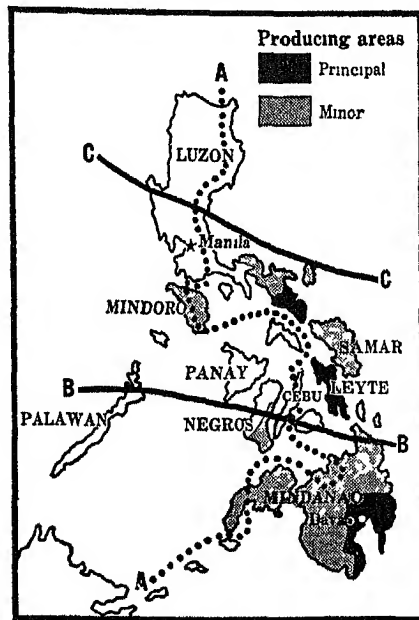 Producing areas
Principal
Minor
A
LUZON
C
Manila
C
MINDORO
SAMAR
PANAY
LEYTE
CEBU
B
NEGROS
B
PALAWAN
MINDANAO
Davao
A